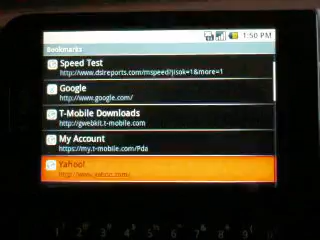 1:50 PM
Bookmarks
Speed Test
http://www.dslreports.com/mspeed?jisok=1&more=1
Google
http://www.google.com/
T-Mobile Downloads
http://gwebkit.t-mobile.com
My Account
https://my.t-mobile.com/Pda
Yahoo!
http://www.yahoo.com/